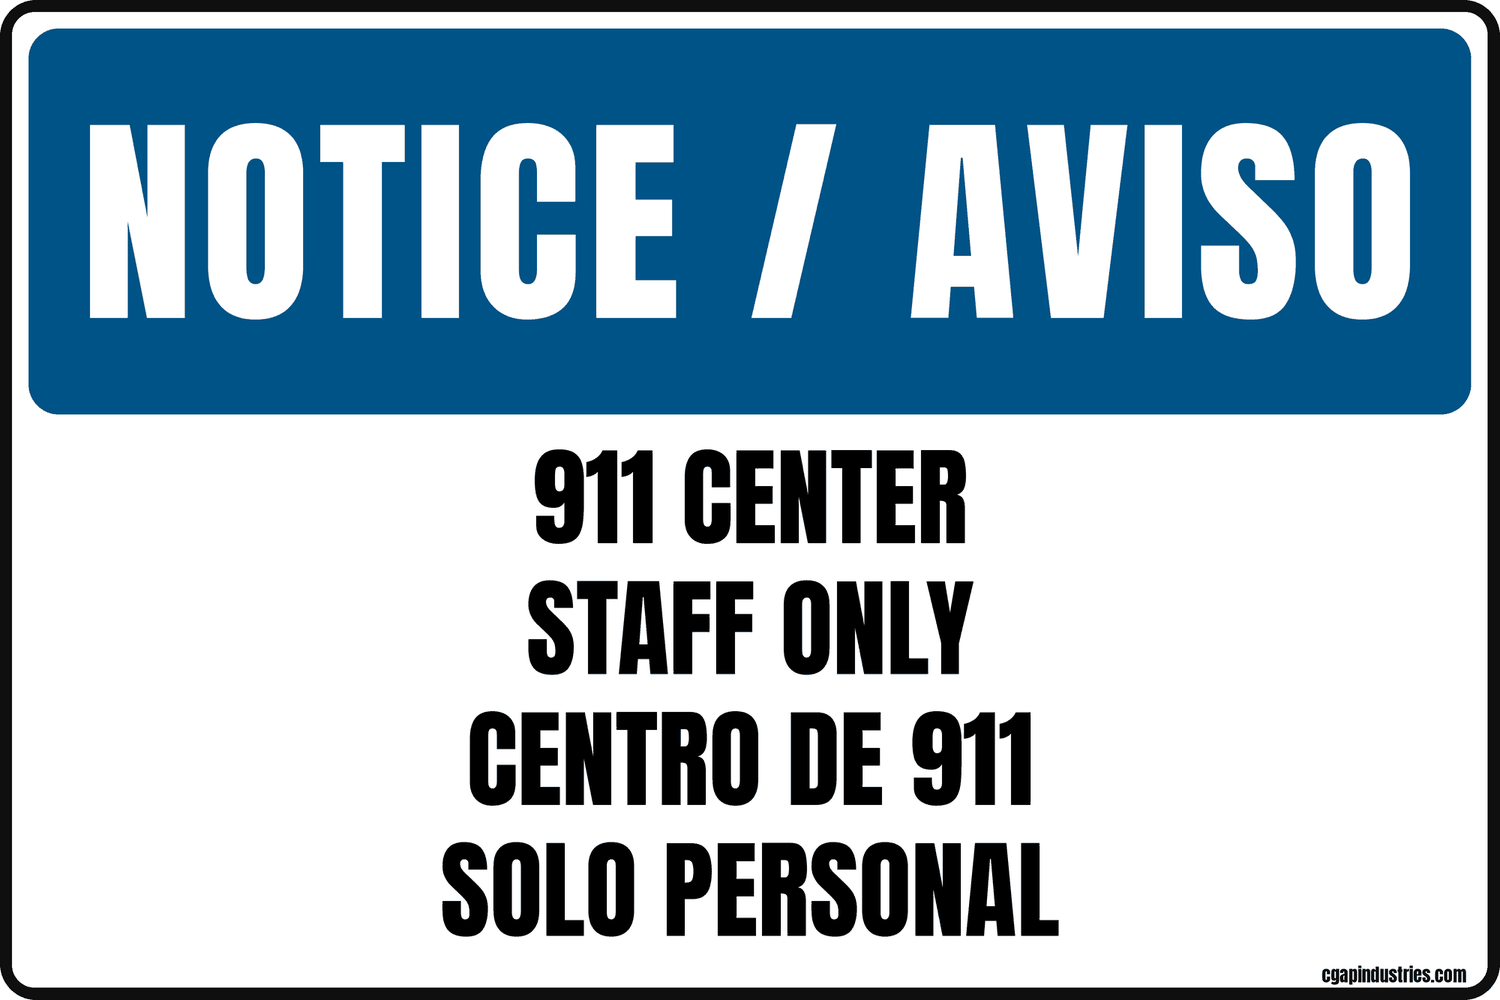 NOTICE / AVISO
911 CENTER
STAFF ONLY
CENTRO DE 911
SOLO PERSONAL
cgapindustries.com